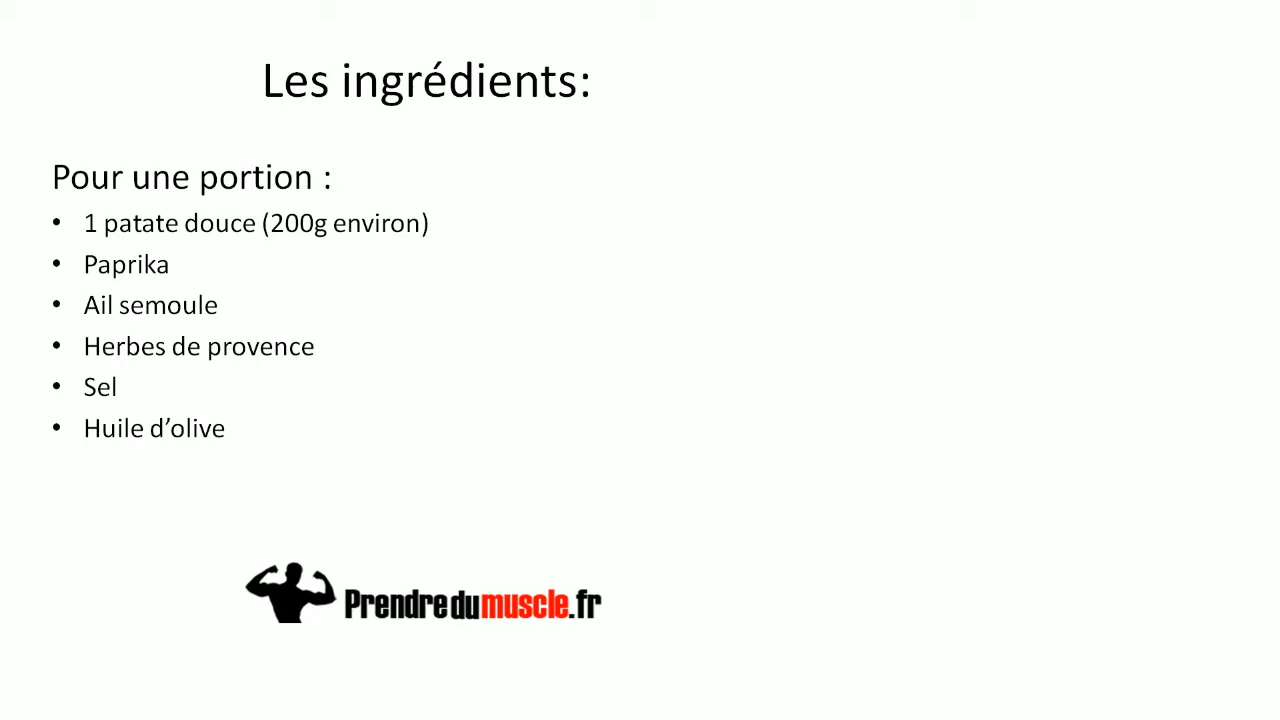 Les ingrédients:
Pour une portion :
• 1 patate douce (200g environ)
• Paprika
• Ail semoule
• Herbes de provence
• Sel
• Huile d’olive
Prendredumuscle.fr